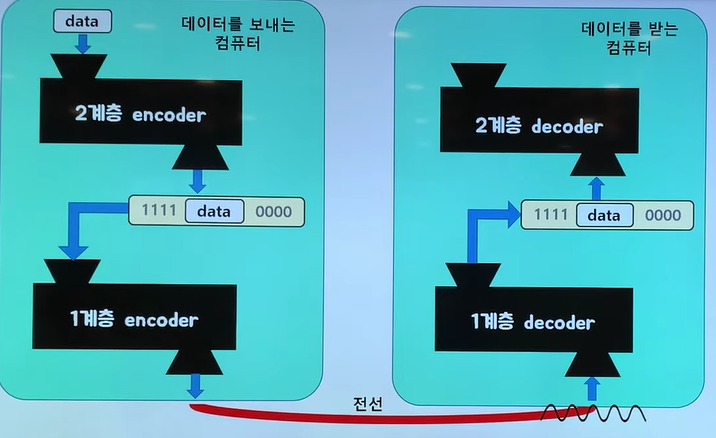 data
데이터를 보내는
컴퓨터
2계층 encoder
1111 data 0000
1계층 encoder
데이터를 받는
컴퓨터
2계층 decoder
1111 data 0000
1계층 decoder
전선